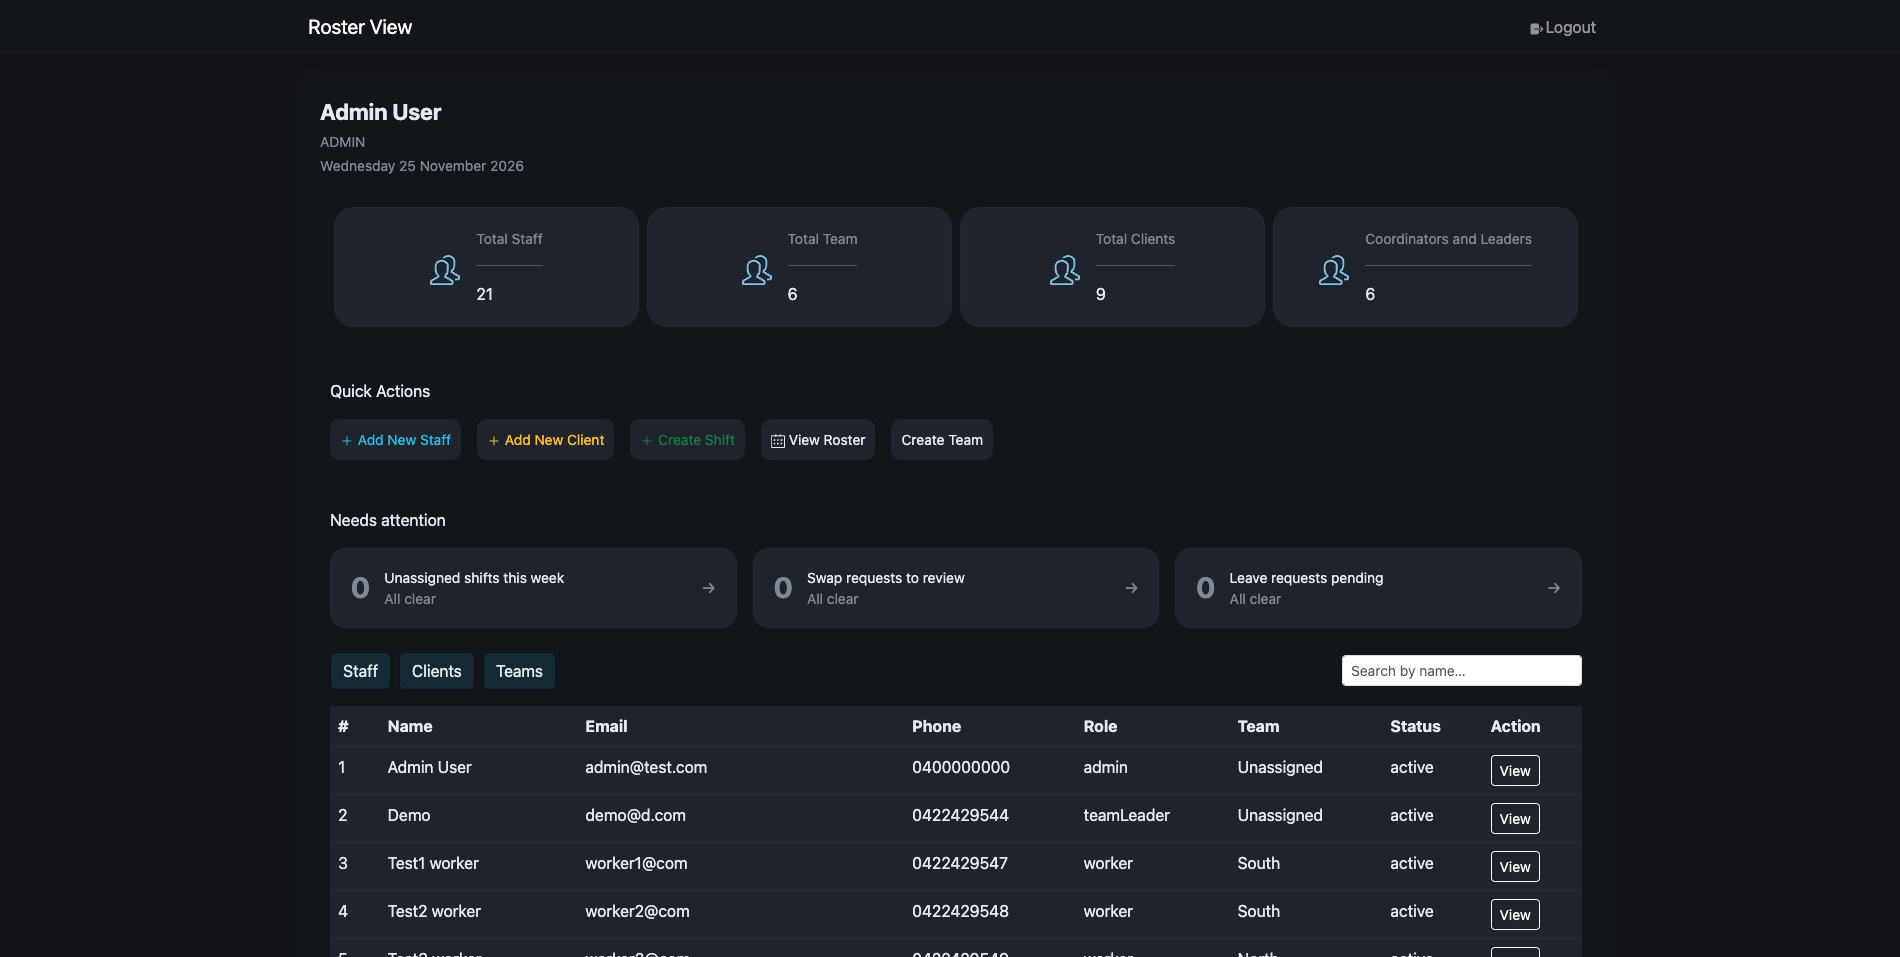 Roster View
Logout
Admin User
ADMIN
Wednesday 25 November 2026
Total Staff
21
Total Team
6
Total Clients
9
Coordinators and Leaders
6
Quick Actions
+ Add New Staff
+ Add New Client
+ Create Shift
View Roster
Create Team
Needs attention
0
Unassigned shifts this week
All clear
→
0
Swap requests to review
All clear
→
0
Leave requests pending
All clear
→
Staff Clients Teams
Search by name...
# Name Email Phone Role Team Status Action
1 Admin User admin@test.com 0400000000 admin Unassigned active View
2 Demo demo@d.com 0422429544 teamLeader Unassigned active View
3 Test1 worker worker1@com 0422429547 worker South active View
4 Test2 worker worker2@com 0422429548 worker South active View